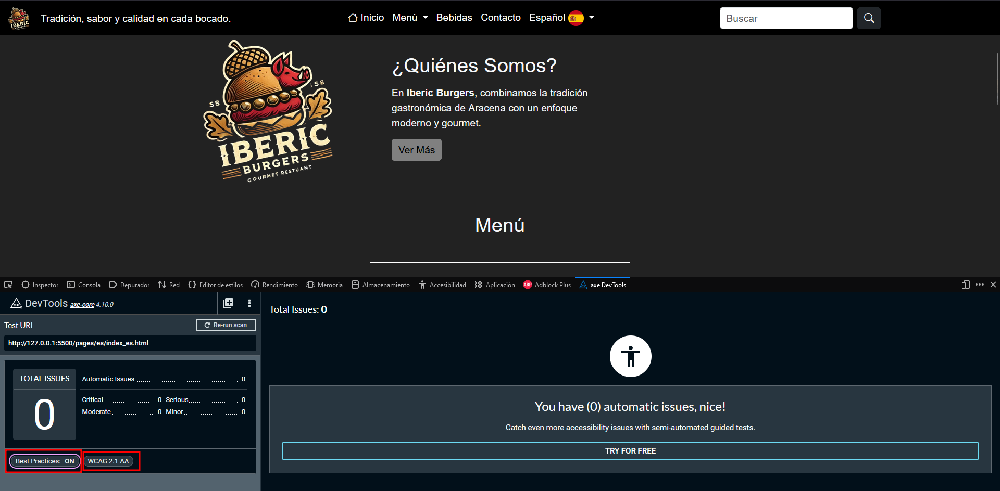 IBERIC
BURGERS
Tradición, sabor y calidad en cada bocado.
Inicio
Menú
Bebidas
Contacto
Español
Buscar
SB
SB
IBERIC
BURGERS
GOURMET RESTUANT
¿Quiénes Somos?
En Iberic Burgers, combinamos la tradición
gastronómica de Aracena con un enfoque
moderno y gourmet.
Ver Más
Menú
Inspector
Consola
Depurador
Red
Editor de estilos
Rendimiento
Memoria
Almacenamiento
Accesibilidad
Aplicación
ABP Adblock Plus
axe DevTools
ax DevTools axe-core 4.10.0
Test URL
Re-run scan
http://127.0.0.1:5500/pages/es/index_es.html
TOTAL ISSUES
0
Automatic Issues 0
Critical 0 Serious 0
Moderate 0 Minor 0
Best Practices: ON
WCAG 2.1 AA
Total Issues: 0
You have (0) automatic issues, nice!
Catch even more accessibility issues with semi-automated guided tests.
TRY FOR FREE